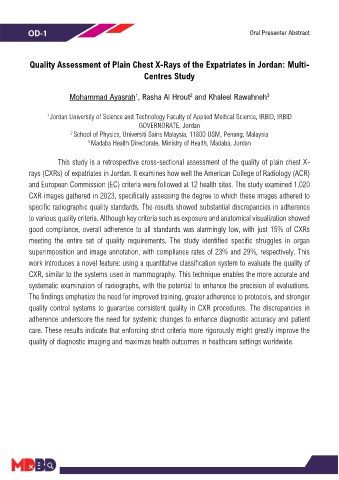 OD-1
Oral Presenter Abstract
Quality Assessment of Plain Chest X-Rays of the Expatriates in Jordan: Multi-
Centres Study
Mohammad Ayasrah1, Rasha Al Hrout2 and Khaleel Rawahneh3
1 Jordan University of Science and Technology Faculty of Applied Medical Science, IRBID, IRBID
GOVERNORATE, Jordan
2 School of Physics, Universiti Sains Malaysia, 11800 USM, Penang, Malaysia
3 Madaba Health Directorate, Ministry of Health, Madaba, Jordan
This study is a retrospective cross-sectional assessment of the quality of plain chest X-
rays (CXRs) of expatriates in Jordan. It examines how well the American College of Radiology (ACR)
and European Commission (EC) criteria were followed at 12 health sites. The study examined 1,020
CXR images gathered in 2023, specifically assessing the degree to which these images adhered to
specific radiographic quality standards. The results showed substantial discrepancies in adherence
to various quality criteria. Although key criteria such as exposure and anatomical visualization showed
good compliance, overall adherence to all standards was alarmingly low, with just 15% of CXRs
meeting the entire set of quality requirements. The study identified specific struggles in organ
superimposition and image annotation, with compliance rates of 23% and 29%, respectively. This
work introduces a novel feature: using a quantitative classification system to evaluate the quality of
CXR, similar to the systems used in mammography. This technique enables the more accurate and
systematic examination of radiographs, with the potential to enhance the precision of evaluations.
The findings emphasize the need for improved training, greater adherence to protocols, and stronger
quality control systems to guarantee consistent quality in CXR procedures. The discrepancies in
adherence underscore the need for systemic changes to enhance diagnostic accuracy and patient
care. These results indicate that enforcing strict criteria more rigorously might greatly improve the
quality of diagnostic imaging and maximize health outcomes in healthcare settings worldwide.